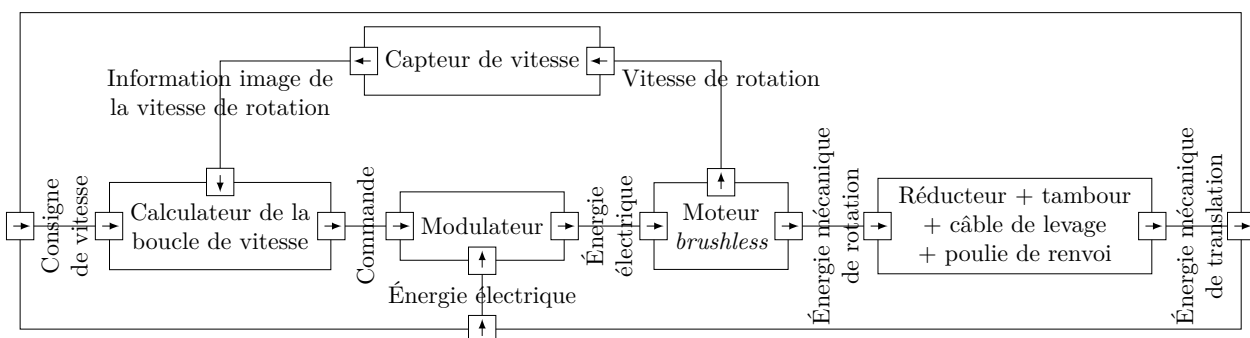 Capteur de vitesse
Information image de
la vitesse de rotation
Vitesse de rotation
Consigne
de vitesse
Calculateur de la
boucle de vitesse
Commande
Modulateur
Énergie
électrique
Moteur
brushless
Énergie mécanique
de rotation
Réducteur + tambour
+ câble de levage
+ poulie de renvoi
Énergie mécanique
de translation
Énergie électrique